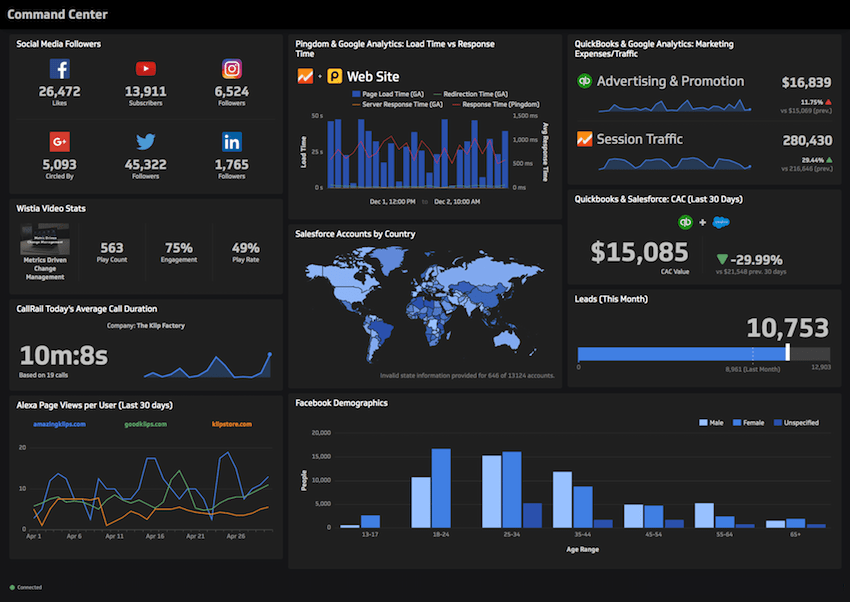 Command Center
Social Media Followers
26,472
Likes
13,911
Subscribers
6,524
Followers
G+
5,093
Circled By
45,322
Followers
in
1,765
Followers
Wistia Video Stats
Metrics Driven
Change Management
Metrics Driven
Change
Management
563
Play Count
75%
Engagement
49%
Play Rate
CallRail Today's Average Call Duration
Company: The Klip Factory
10m:8s
Based on 19 calls
Alexa Page Views per User (Last 30 days)
amazingklips.com
goodklips.com
klipstore.com
20
10
0
Apr 1
Apr 6
Apr 11
Apr 16
Apr 21
Apr 26
Pingdom & Google Analytics: Load Time vs Response
Time
Web Site
Page Load Time (GA)
Redirection Time (GA)
Server Response Time (GA)
Response Time (Pingdom)
50 s
25 s
0 s
Load Time
1,500 ms
1,000 ms
500 ms
0 ms
Avg Response Time
Dec 1, 12:00 PM to Dec 2, 10:00 AM
Salesforce Accounts by Country
Invalid state information provided for 646 of 13124 accounts.
QuickBooks & Google Analytics: Marketing
Expenses/Traffic
qb
Advertising & Promotion
$16,839
11.75%
vs $15,069 (prev.)
Session Traffic
280,430
29.44%
vs 216,646 (prev.)
Quickbooks & Salesforce: CAC (Last 30 Days)
qb +
$15,085
CAC Value
-29.99%
vs $21,548 prev. 30 days
Leads (This Month)
10,753
0
8,961 (Last Month)
12,903
Facebook Demographics
Male
Female
Unspecified
20,000
15,000
10,000
5,000
0
People
13-17
18-24
25-34
35-44
45-54
55-64
65+
Age Range
Connected